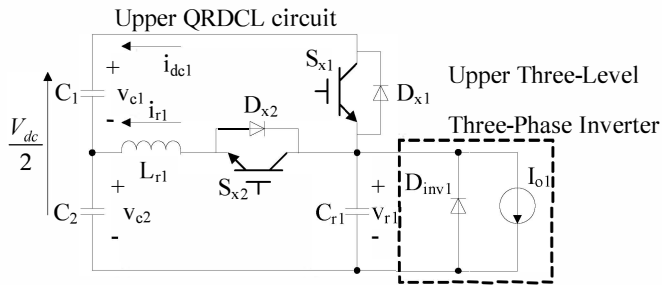 Upper QRDCL circuit
i_dc1
S_x1
D_x1
Upper Three-Level
Three-Phase Inverter
+
C_1
v_c1
-
i_r1
D_x2
V_dc
2
L_r1
S_x2
C_2
+
v_c2
-
C_r1
+
v_r1
-
D_inv1
I_o1